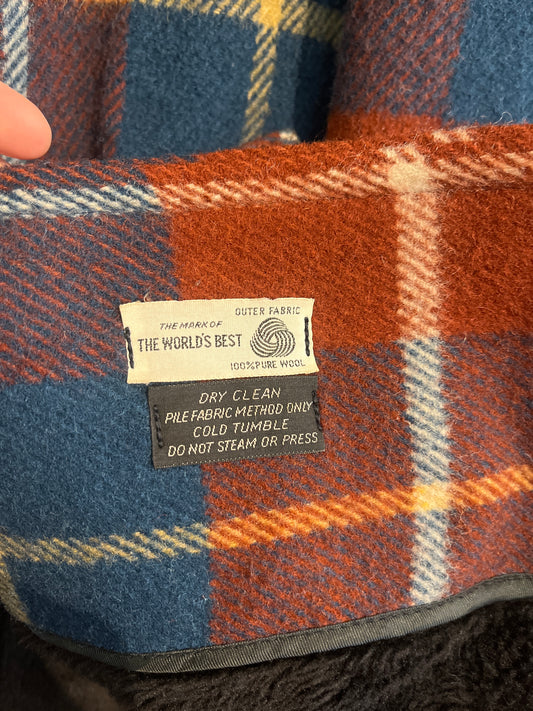 OUTER FABRIC
THE MARK OF
THE WORLD'S BEST
100% PURE WOOL
DRY CLEAN
PILE FABRIC METHOD ONLY
COLD TUMBLE
DO NOT STEAM OR PRESS